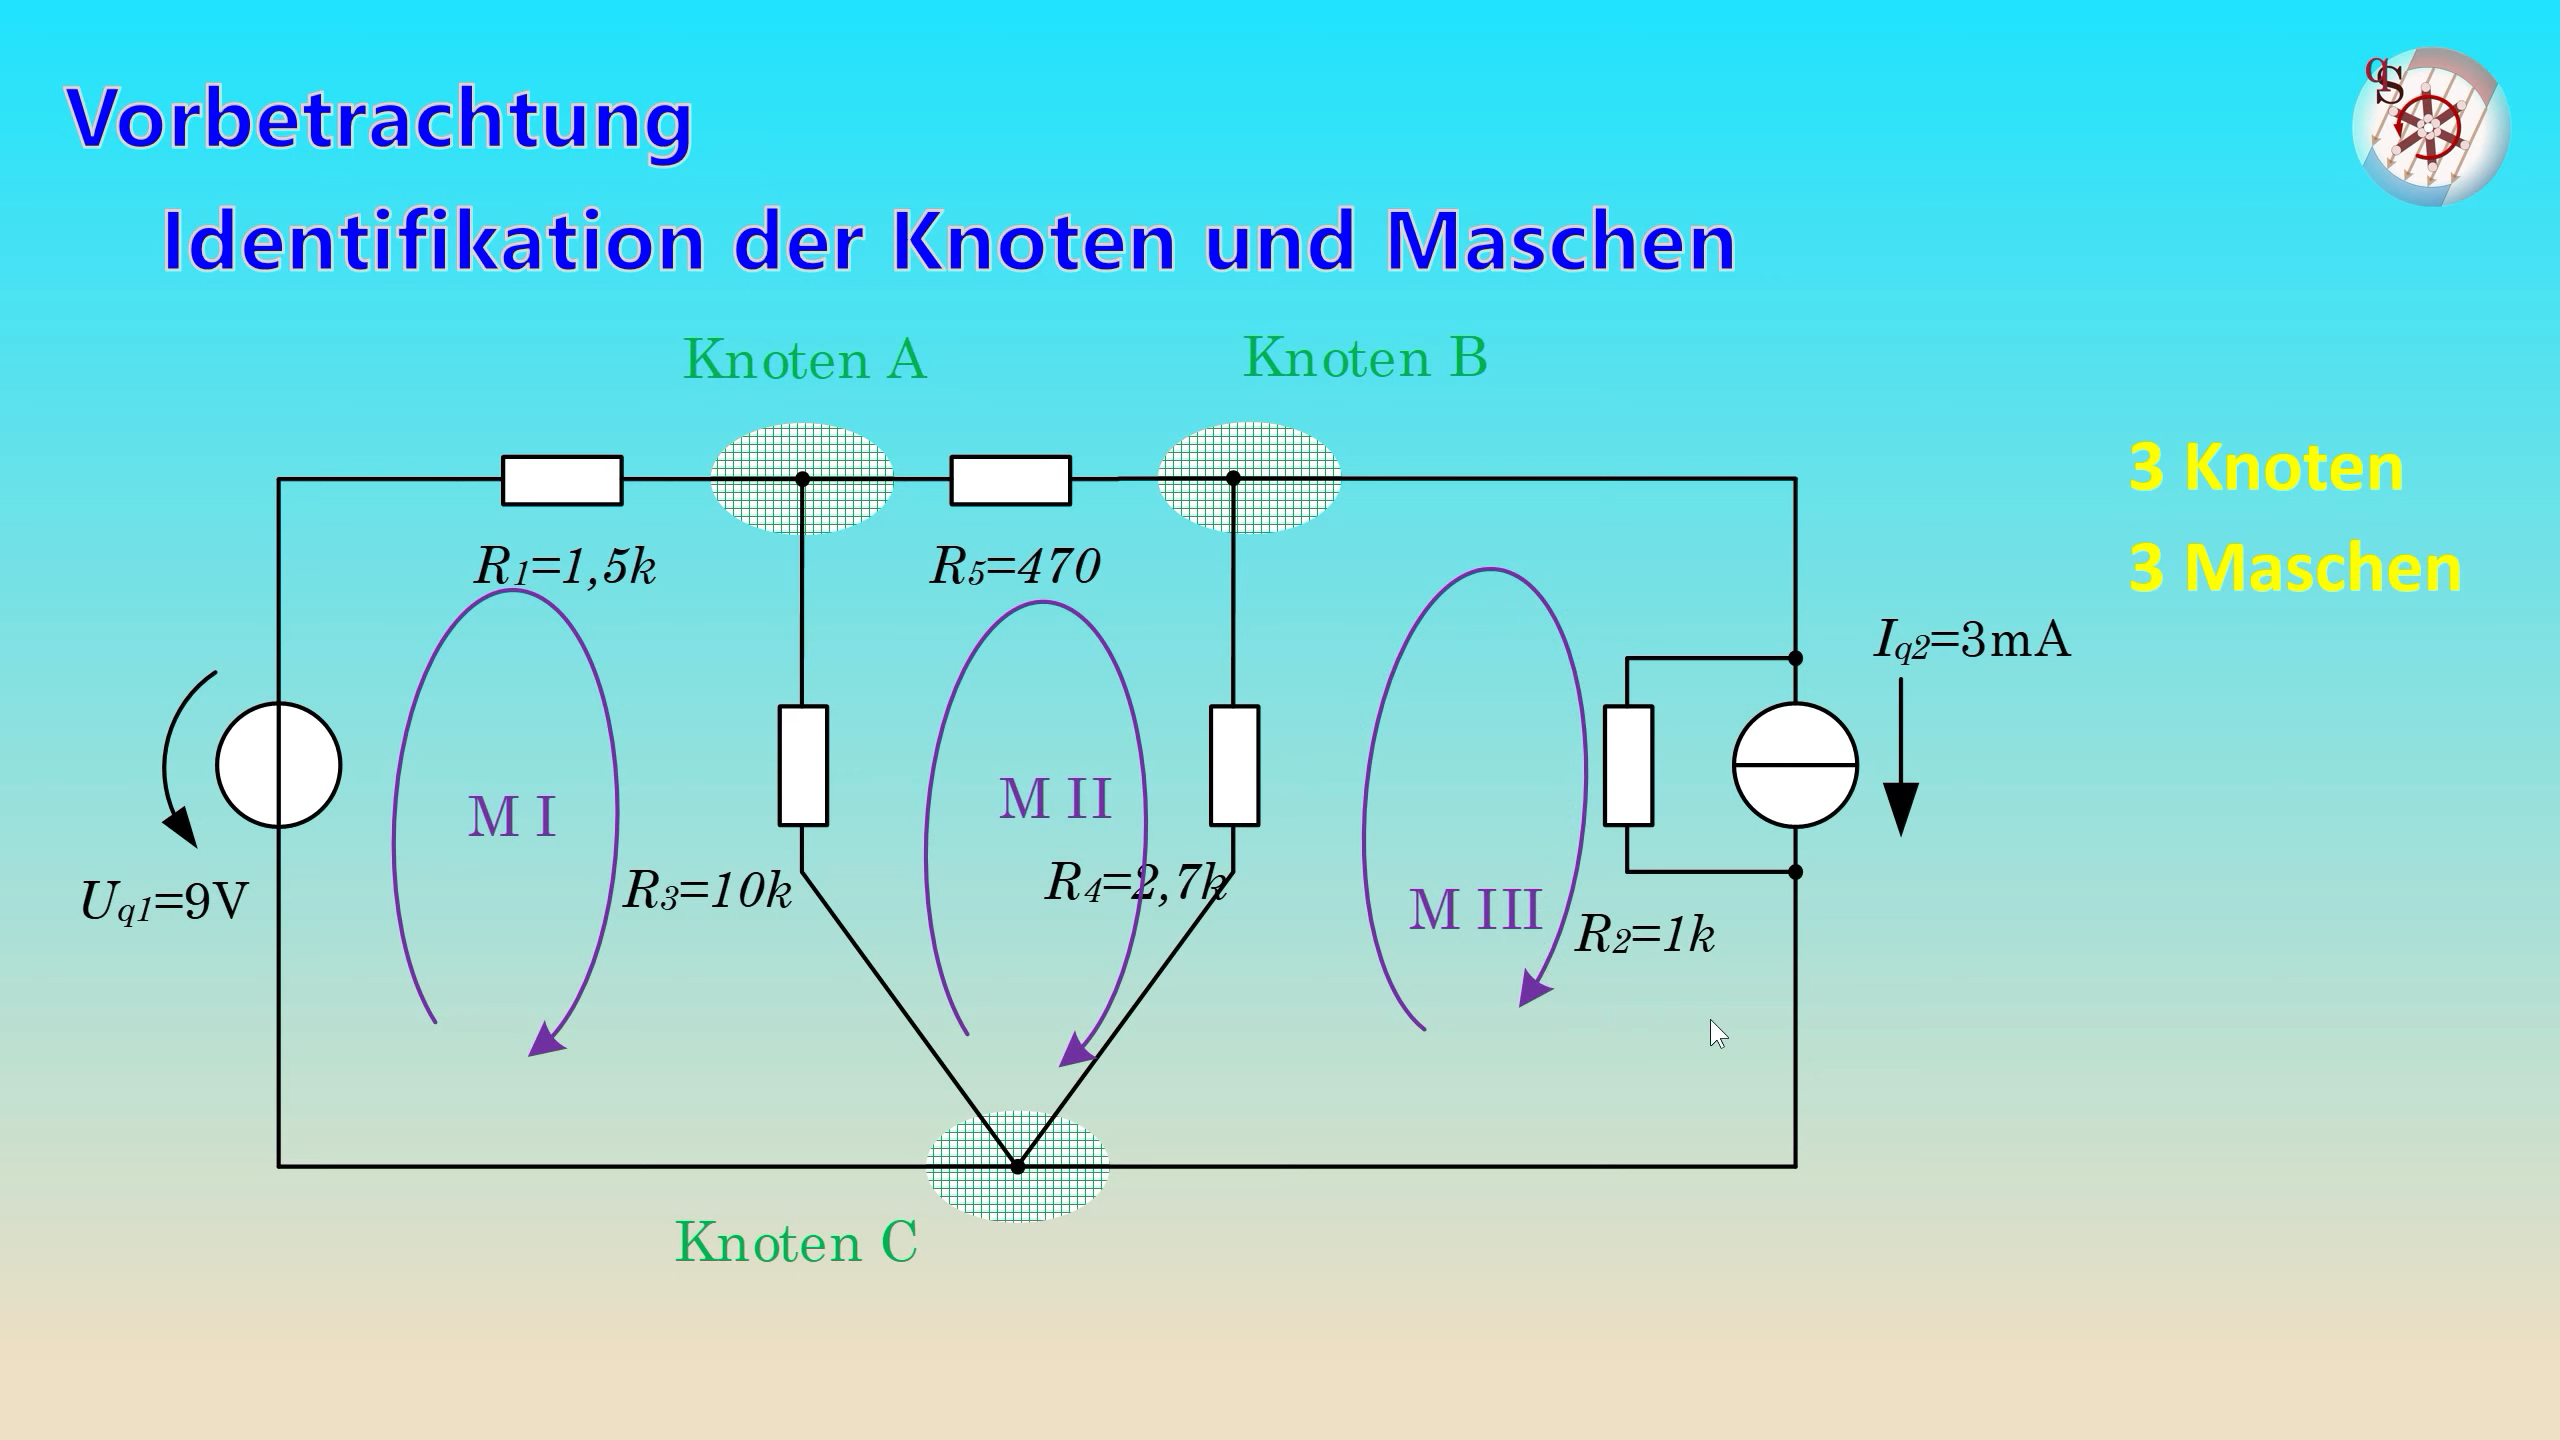 Vorbetrachtung
Identifikation der Knoten und Maschen
Knoten A
Knoten B
3 Knoten
3 Maschen
R1=1,5k
R5=470
Iq2=3mA
M I
M II
M III
Uq1=9V
R3=10k
R4=2,7k
R2=1k
Knoten C
qS